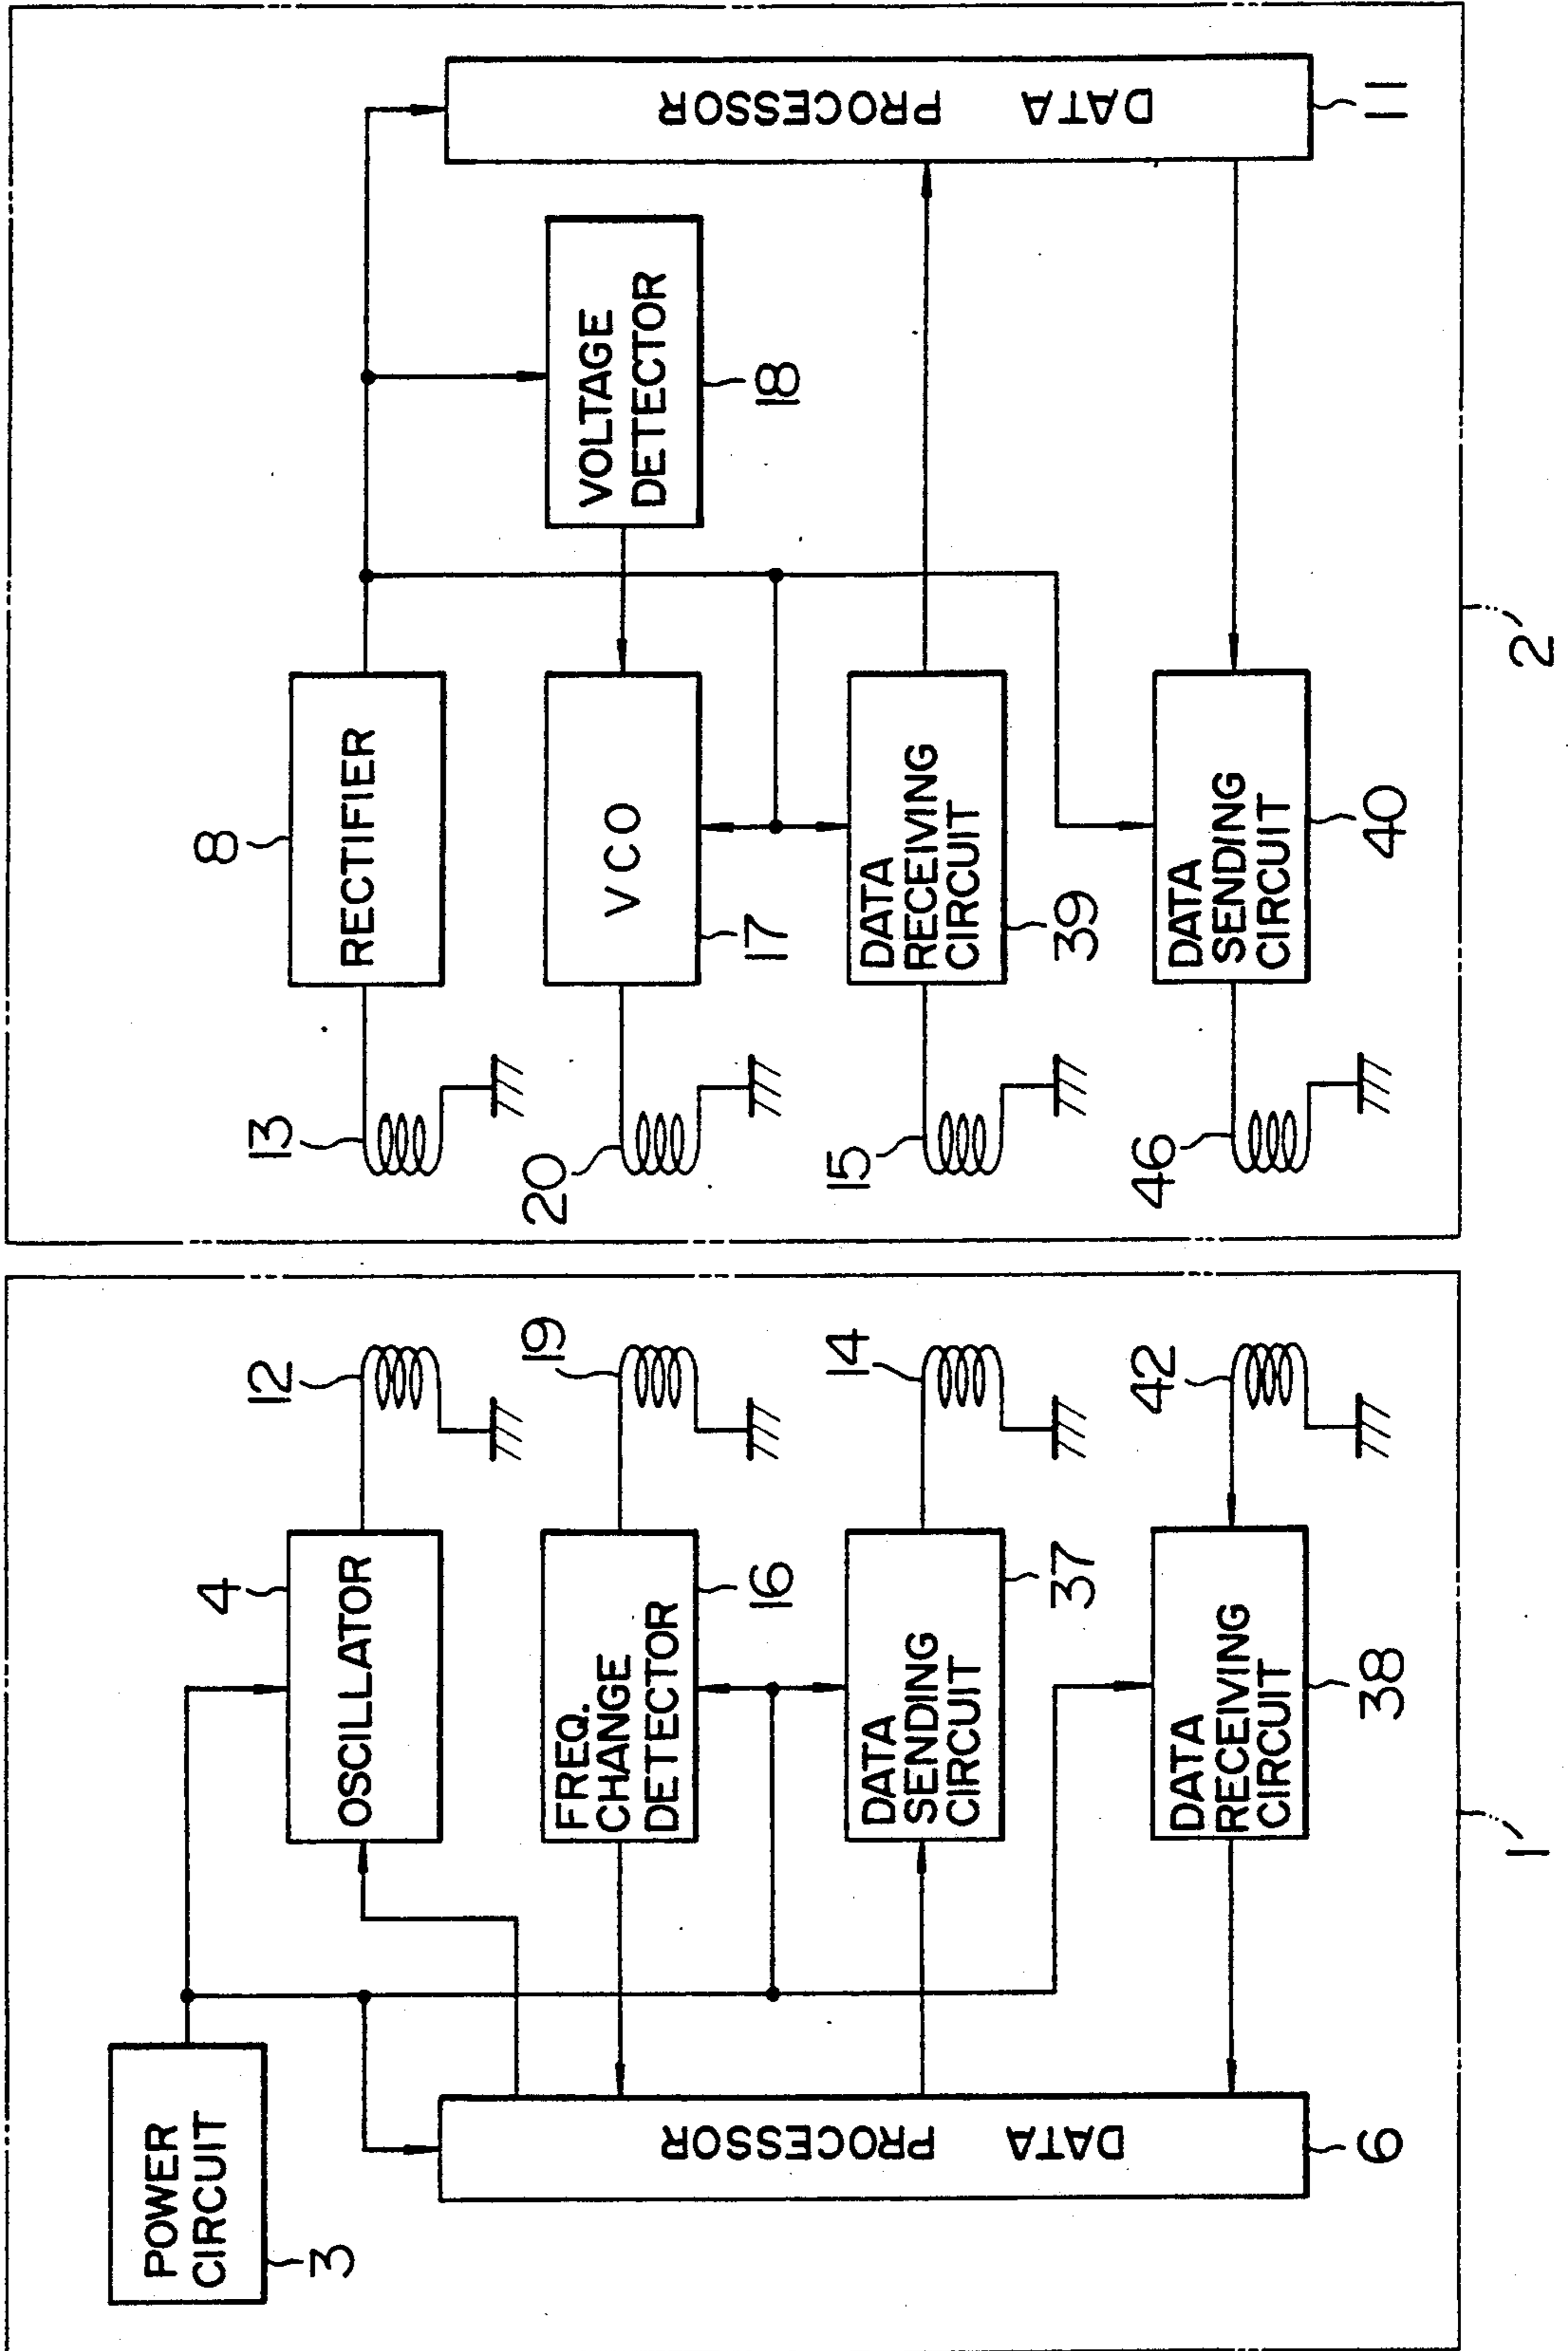 POWER
CIRCUIT
3
DATA PROCESSOR
6
OSCILLATOR
4
12
FREQ.
CHANGE
DETECTOR
16
19
DATA
SENDING
CIRCUIT
37
14
DATA
RECEIVING
CIRCUIT
38
42
1
13
RECTIFIER
8
20
VCO
17
VOLTAGE
DETECTOR
18
15
DATA
RECEIVING
CIRCUIT
39
46
DATA
SENDING
CIRCUIT
40
DATA PROCESSOR
11
2